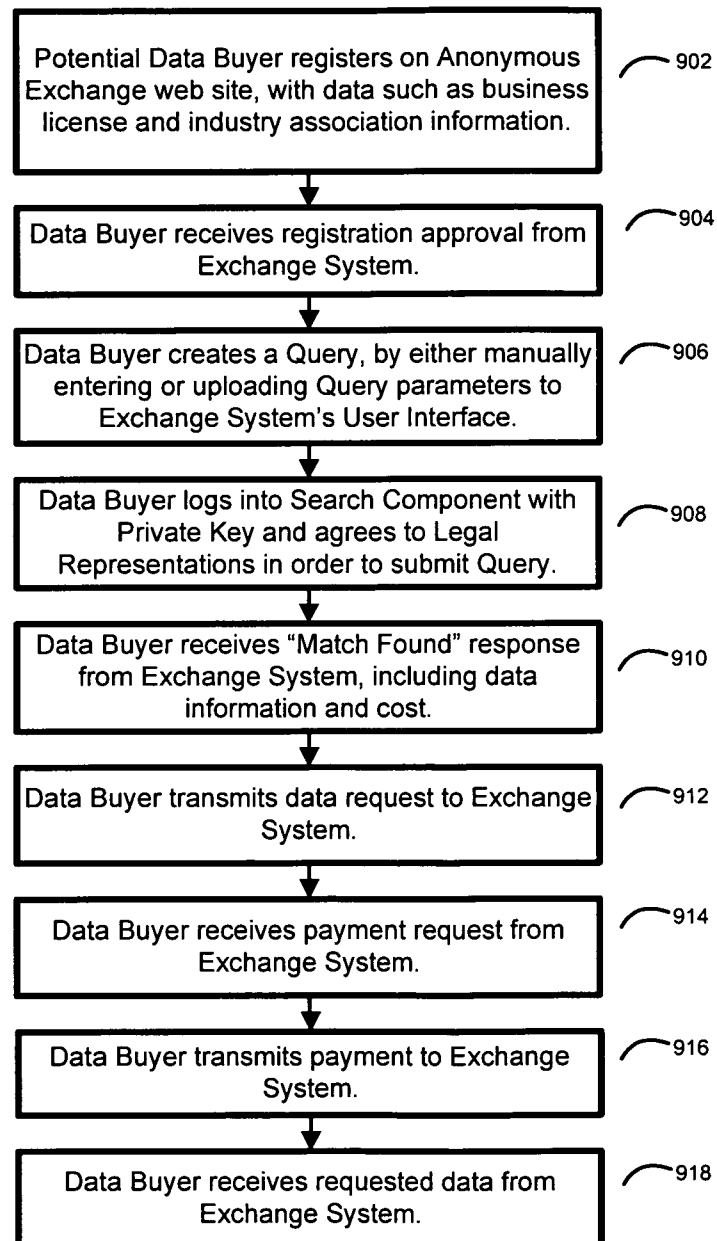 Potential Data Buyer registers on Anonymous
Exchange web site, with data such as business
license and industry association information.
902
Data Buyer receives registration approval from
Exchange System.
904
Data Buyer creates a Query, by either manually
entering or uploading Query parameters to
Exchange System's User Interface.
906
Data Buyer logs into Search Component with
Private Key and agrees to Legal
Representations in order to submit Query.
908
Data Buyer receives “Match Found” response
from Exchange System, including data
information and cost.
910
Data Buyer transmits data request to Exchange
System.
912
Data Buyer receives payment request from
Exchange System.
914
Data Buyer transmits payment to Exchange
System.
916
Data Buyer receives requested data from
Exchange System.
918